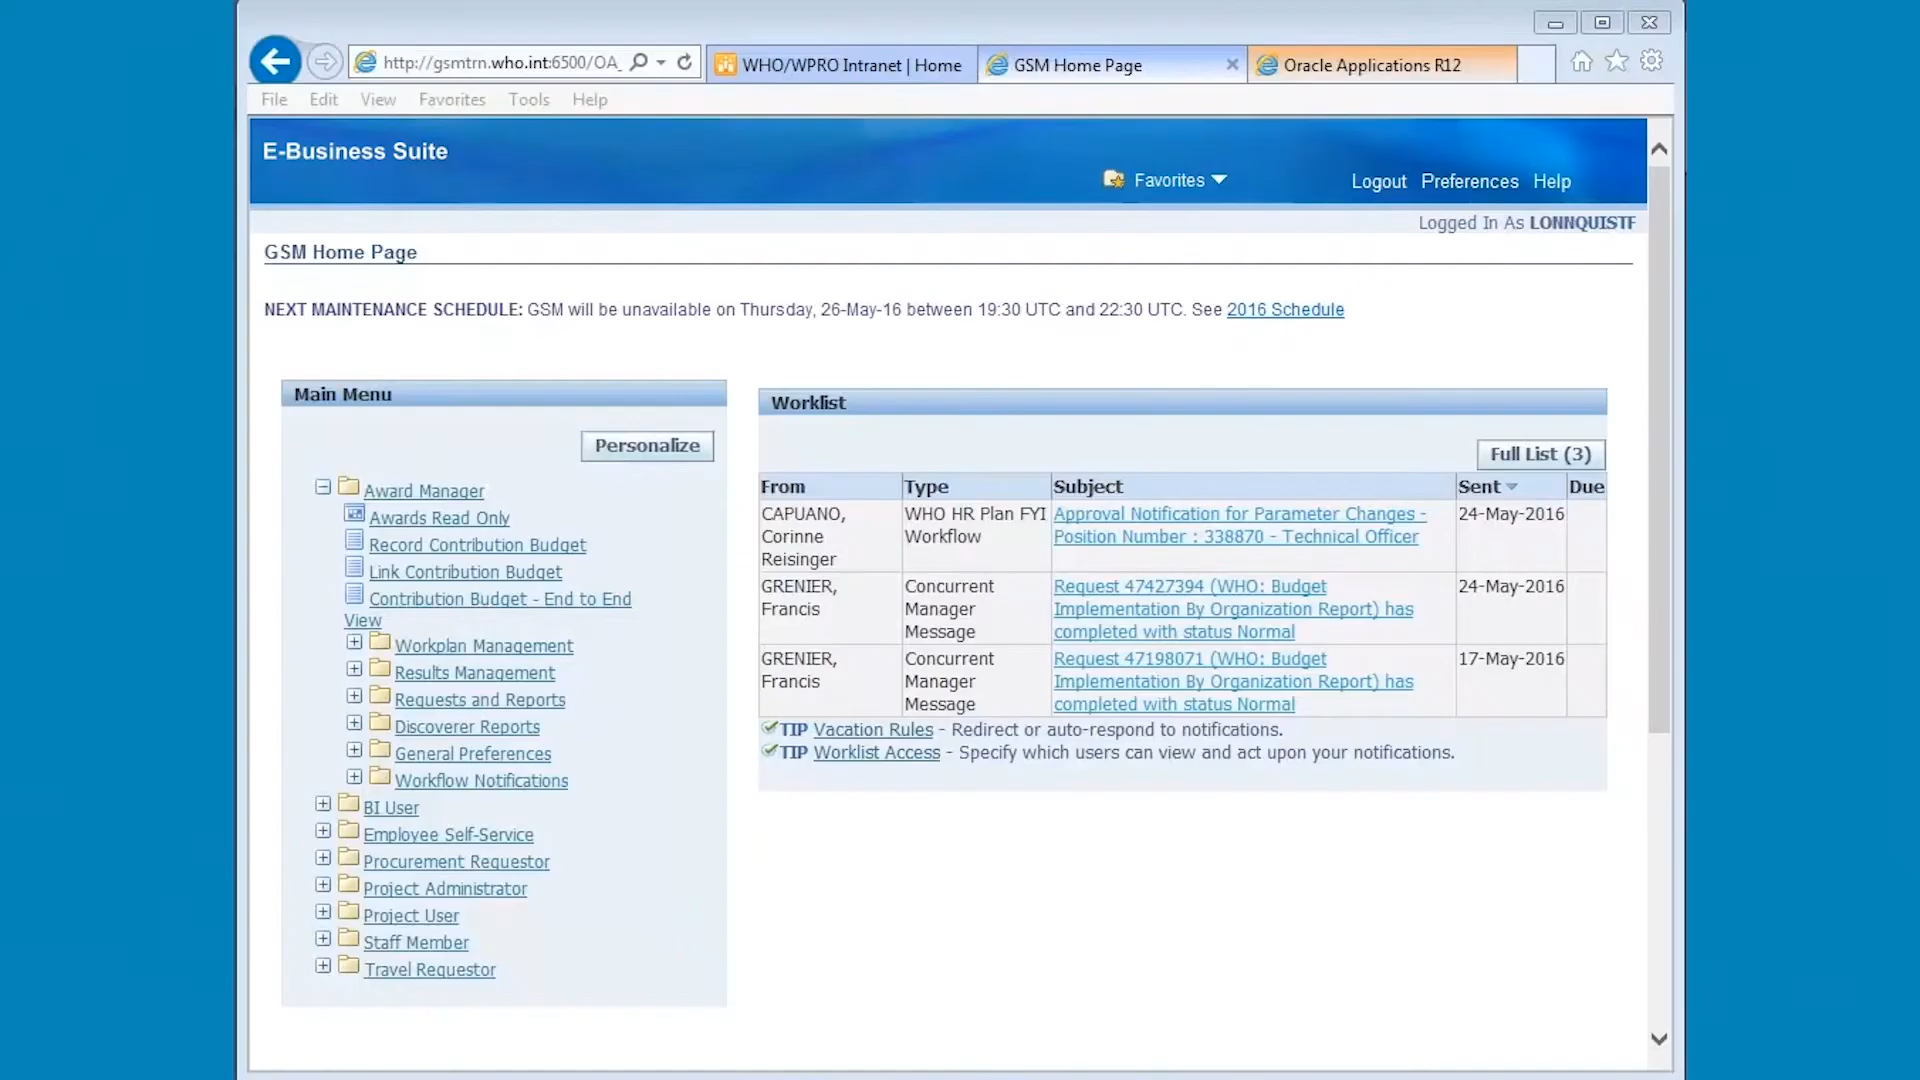 http://gsmtrn.who.int:6500/OA_
WHO/WPRO Intranet | Home
GSM Home Page
Oracle Applications R12
File Edit View Favorites Tools Help
E-Business Suite
Favorites
Logout Preferences Help
Logged In As LONNQUISTF
GSM Home Page
NEXT MAINTENANCE SCHEDULE: GSM will be unavailable on Thursday, 26-May-16 between 19:30 UTC and 22:30 UTC. See 2016 Schedule
Main Menu
Personalize
Award Manager
Awards Read Only
Record Contribution Budget
Link Contribution Budget
Contribution Budget - End to End
View
Workplan Management
Results Management
Requests and Reports
Discoverer Reports
General Preferences
Workflow Notifications
BI User
Employee Self-Service
Procurement Requestor
Project Administrator
Project User
Staff Member
Travel Requestor
Worklist
Full List (3)
From Type Subject Sent Due
CAPUANO, WHO HR Plan FYI Approval Notification for Parameter Changes - 24-May-2016
Corinne Workflow Position Number : 338870 - Technical Officer
Reisinger
GRENIER, Concurrent Request 47427394 (WHO: Budget 24-May-2016
Francis Manager Implementation By Organization Report) has
Message completed with status Normal
GRENIER, Concurrent Request 47198071 (WHO: Budget 17-May-2016
Francis Manager Implementation By Organization Report) has
Message completed with status Normal
TIP Vacation Rules - Redirect or auto-respond to notifications.
TIP Worklist Access - Specify which users can view and act upon your notifications.